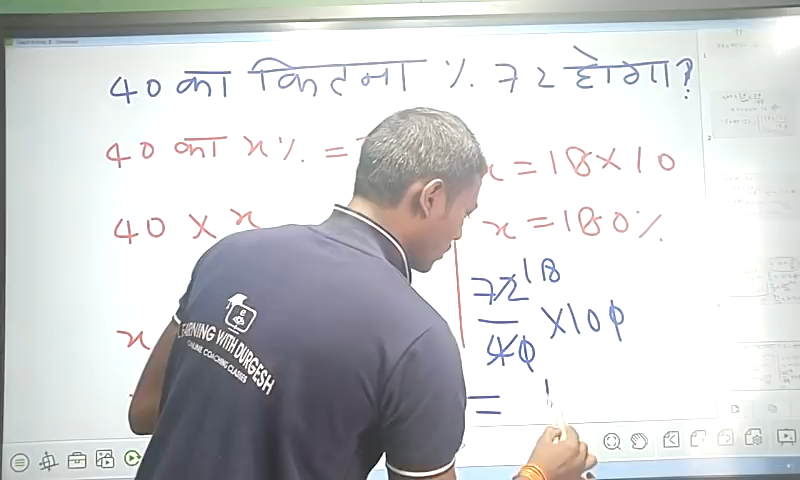 40 का कितना % 72 होगा?
40 का x% =
40 × x
x
x = 18 × 10
x = 180%
72 18
40 × 100
=
LEARNING WITH DURGESH
ONLINE COACHING CLASSES